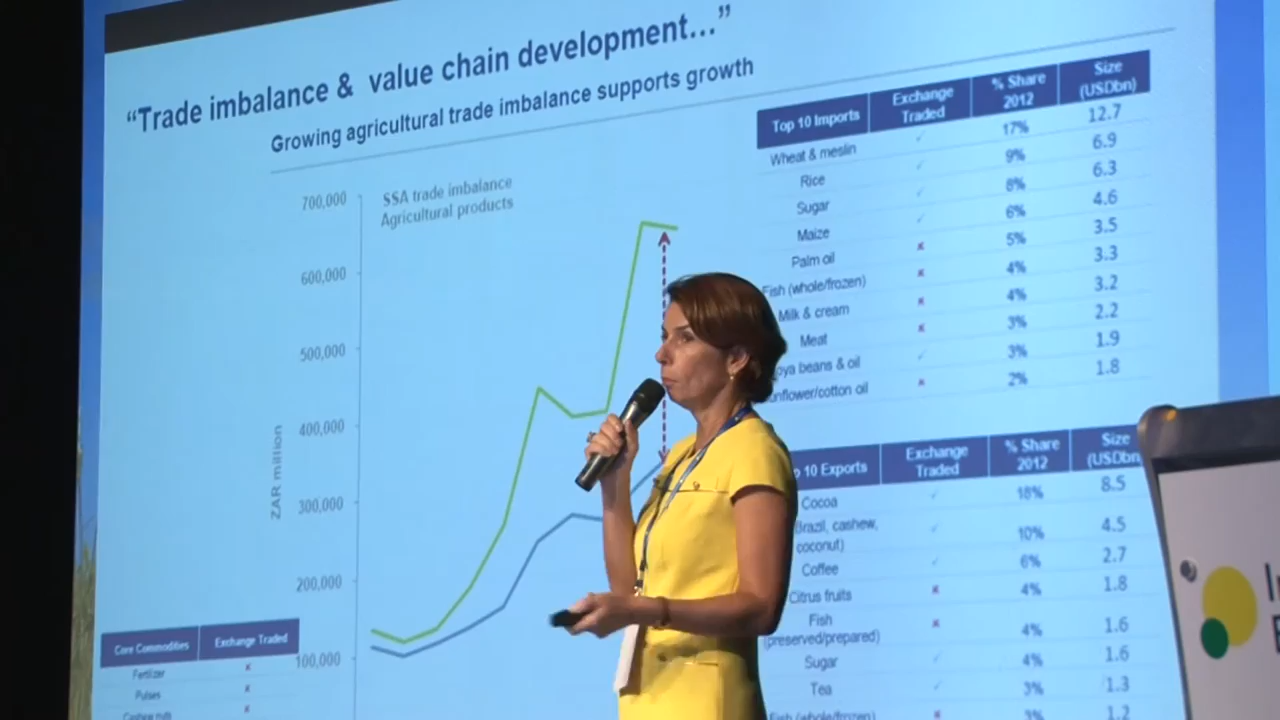 “Trade imbalance & value chain development…”
Growing agricultural trade imbalance supports growth
SSA trade imbalance
Agricultural products
700,000
600,000
500,000
400,000
300,000
200,000
100,000
ZAR million
Top 10 Imports Exchange Traded % Share 2012 Size (USDbn)
Wheat & meslin ✓ 17% 12.7
Rice ✓ 9% 6.9
Sugar ✓ 8% 6.3
Maize ✓ 6% 4.6
Palm oil x 5% 3.5
Fish (whole/frozen) x 4% 3.3
Milk & cream x 4% 3.2
Meat x 3% 2.2
oya beans & oil ✓ 3% 1.9
nflower/cotton oil x 2% 1.8
10 Exports Exchange Traded % Share 2012 Size (USDbn
Cocoa ✓ 18% 8.5
Brazil, cashew,
coconut) ✓ 10% 4.5
Coffee ✓ 6% 2.7
Citrus fruits x 4% 1.8
Fish
(preserved/prepared) x 4% 1.6
Sugar ✓ 4% 1.6
Tea ✓ 3% 1.3
Fish (whole/frozen) x 3% 1.2
Core Commodities Exchange Traded
Fertilizer x
Pulses x
Cashew nuts x